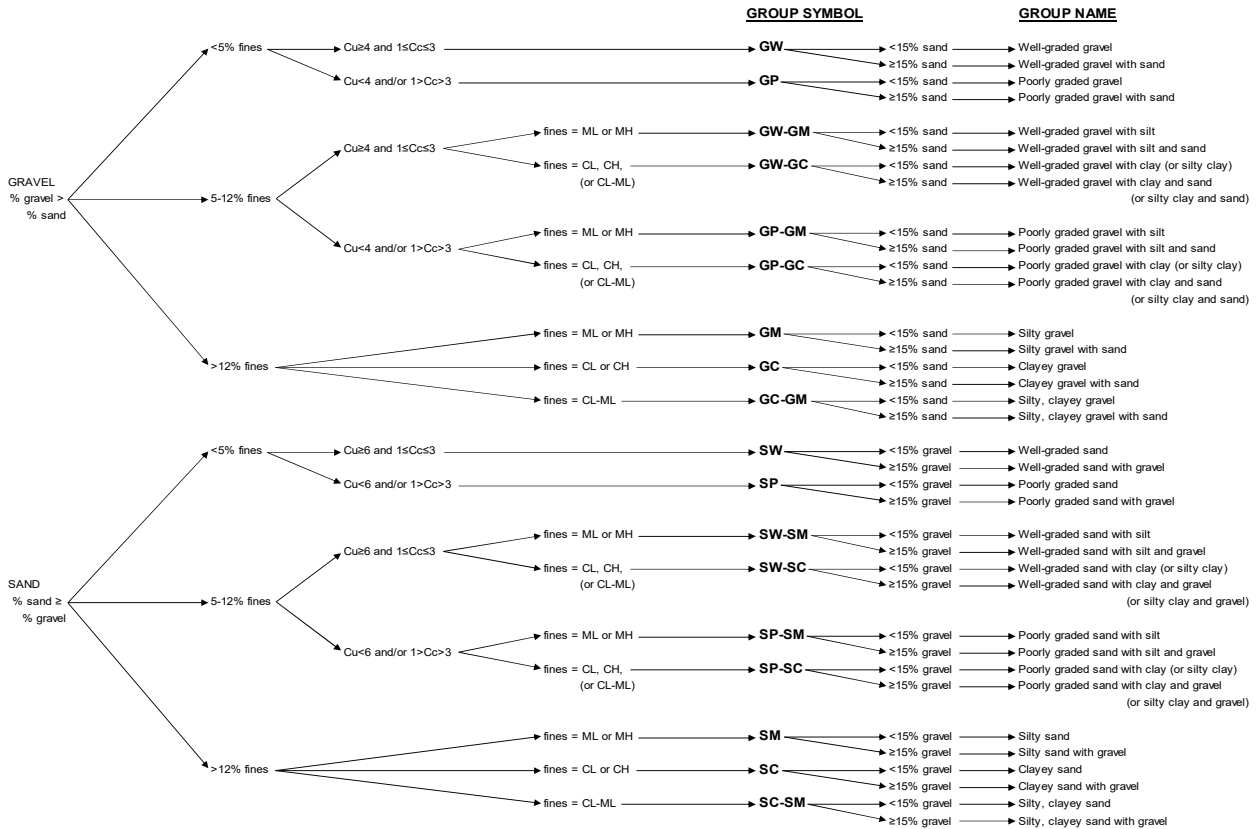 GROUP SYMBOL GROUP NAME
<5% fines Cu≥4 and 1≤Cc≤3 GW <15% sand Well-graded gravel
≥15% sand Well-graded gravel with sand
Cu<4 and/or 1>Cc>3 GP <15% sand Poorly graded gravel
≥15% sand Poorly graded gravel with sand
fines = ML or MH GW-GM <15% sand Well-graded gravel with silt
Cu≥4 and 1≤Cc≤3 ≥15% sand Well-graded gravel with silt and sand
fines = CL, CH, GW-GC <15% sand Well-graded gravel with clay (or silty clay)
GRAVEL (or CL-ML) ≥15% sand Well-graded gravel with clay and sand
% gravel > 5-12% fines (or silty clay and sand)
% sand
fines = ML or MH GP-GM <15% sand Poorly graded gravel with silt
Cu<4 and/or 1>Cc>3 ≥15% sand Poorly graded gravel with silt and sand
fines = CL, CH, GP-GC <15% sand Poorly graded gravel with clay (or silty clay)
(or CL-ML) ≥15% sand Poorly graded gravel with clay and sand
(or silty clay and sand)
fines = ML or MH GM <15% sand Silty gravel
≥15% sand Silty gravel with sand
>12% fines fines = CL or CH GC <15% sand Clayey gravel
≥15% sand Clayey gravel with sand
fines = CL-ML GC-GM <15% sand Silty, clayey gravel
≥15% sand Silty, clayey gravel with sand
<5% fines Cu≥6 and 1≤Cc≤3 SW <15% gravel Well-graded sand
≥15% gravel Well-graded sand with gravel
Cu<6 and/or 1>Cc>3 SP <15% gravel Poorly graded sand
≥15% gravel Poorly graded sand with gravel
fines = ML or MH SW-SM <15% gravel Well-graded sand with silt
Cu≥6 and 1≤Cc≤3 ≥15% gravel Well-graded sand with silt and gravel
fines = CL, CH, SW-SC <15% gravel Well-graded sand with clay (or silty clay)
SAND (or CL-ML) ≥15% gravel Well-graded sand with clay and gravel
% sand ≥ 5-12% fines (or silty clay and gravel)
% gravel
fines = ML or MH SP-SM <15% gravel Poorly graded sand with silt
Cu<6 and/or 1>Cc>3 ≥15% gravel Poorly graded sand with silt and gravel
fines = CL, CH, SP-SC <15% gravel Poorly graded sand with clay (or silty clay)
(or CL-ML) ≥15% gravel Poorly graded sand with clay and gravel
(or silty clay and gravel)
fines = ML or MH SM <15% gravel Silty sand
≥15% gravel Silty sand with gravel
>12% fines fines = CL or CH SC <15% gravel Clayey sand
≥15% gravel Clayey sand with gravel
fines = CL-ML SC-SM <15% gravel Silty, clayey sand
≥15% gravel Silty, clayey sand with gravel